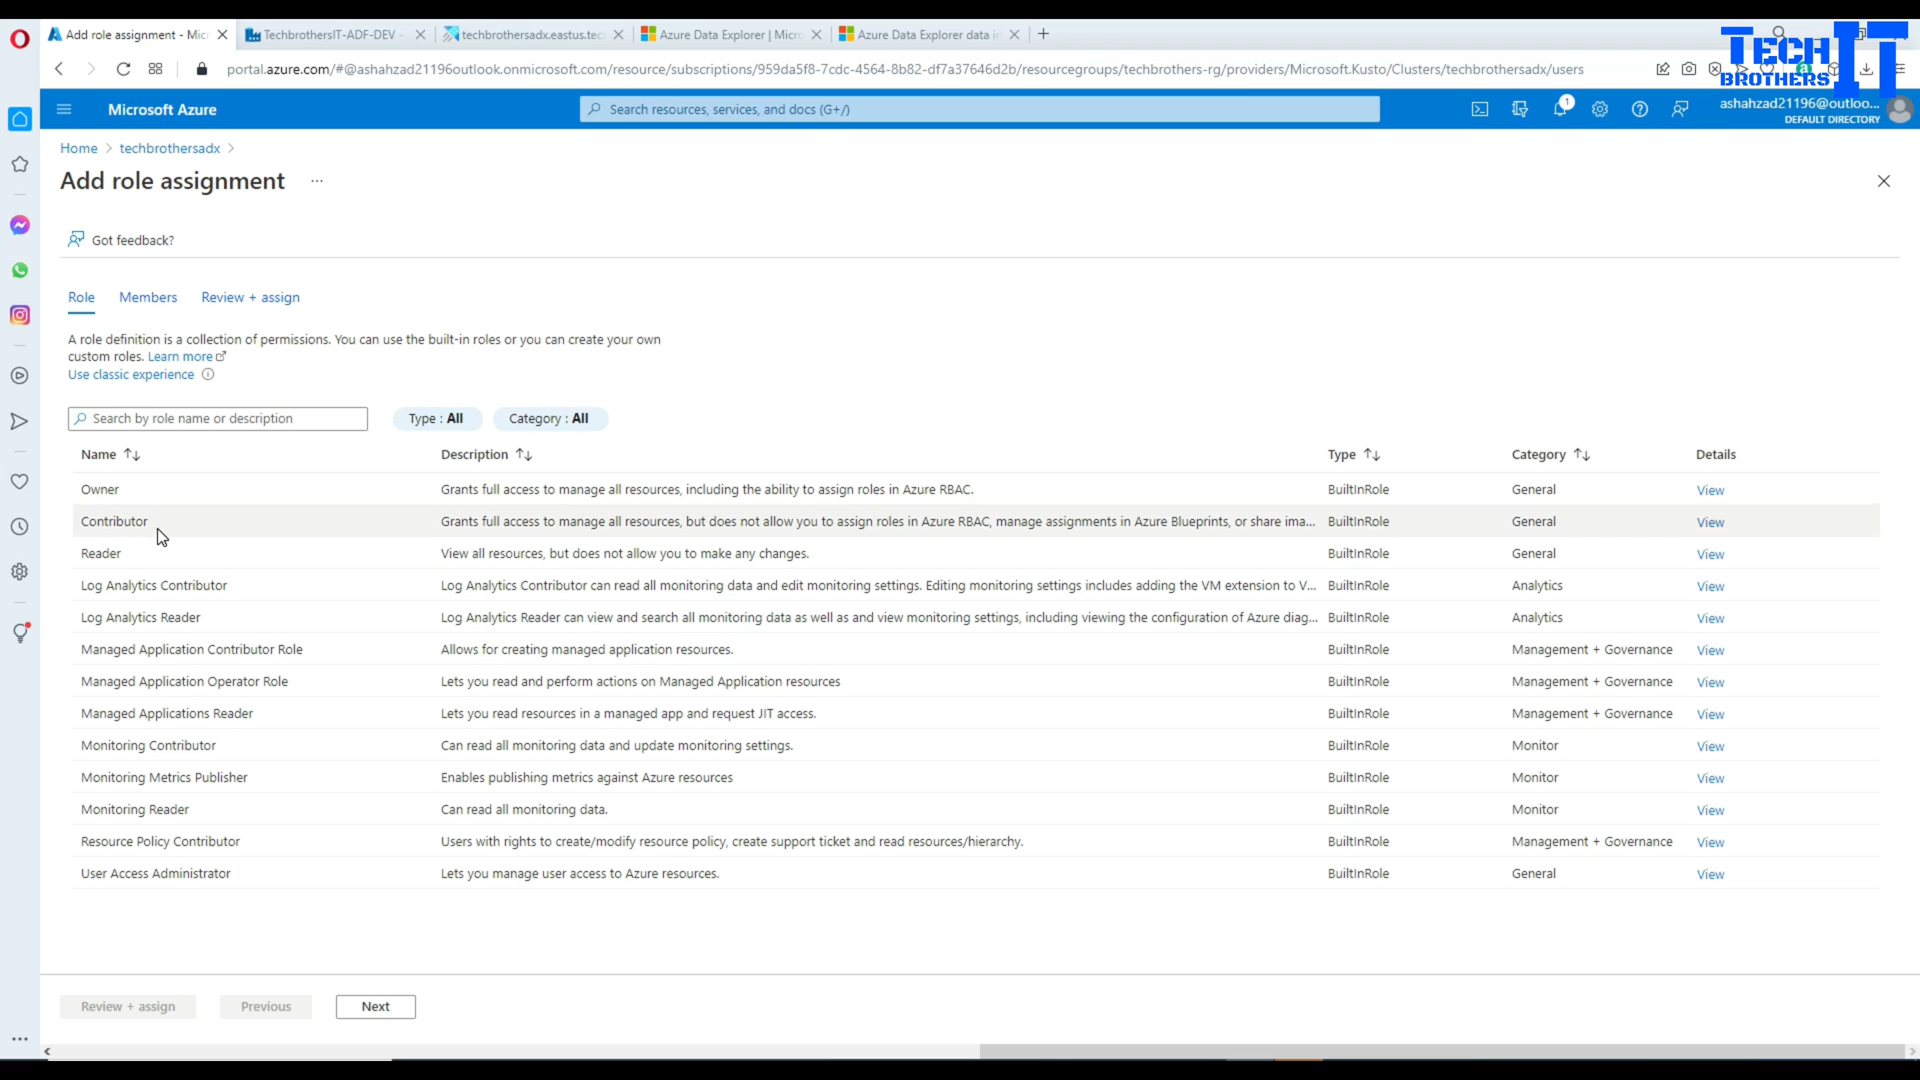 Add role assignment - Micr
TechbrothersIT-ADF-DEV -
techbrothersadx.eastus.tec
Azure Data Explorer | Micro
Azure Data Explorer data in
portal.azure.com/#@ashahzad21196outlook.onmicrosoft.com/resource/subscriptions/959da5f8-7cdc-4564-8b82-df7a37646d2b/resourcegroups/techbrothers-rg/providers/Microsoft.Kusto/Clusters/techbrothersadx/users
TECH IT
BROTHERS
Microsoft Azure
Search resources, services, and docs (G+/)
1
ashahzad21196@outloo...
DEFAULT DIRECTORY
Home > techbrothersadx >
Add role assignment ...
Got feedback?
Role Members Review + assign
A role definition is a collection of permissions. You can use the built-in roles or you can create your own
custom roles. Learn more
Use classic experience
Search by role name or description
Type : All
Category : All
Name Description Type Category Details
Owner Grants full access to manage all resources, including the ability to assign roles in Azure RBAC. BuiltInRole General View
Contributor Grants full access to manage all resources, but does not allow you to assign roles in Azure RBAC, manage assignments in Azure Blueprints, or share ima... BuiltInRole General View
Reader View all resources, but does not allow you to make any changes. BuiltInRole General View
Log Analytics Contributor Log Analytics Contributor can read all monitoring data and edit monitoring settings. Editing monitoring settings includes adding the VM extension to V... BuiltInRole Analytics View
Log Analytics Reader Log Analytics Reader can view and search all monitoring data as well as and view monitoring settings, including viewing the configuration of Azure diag... BuiltInRole Analytics View
Managed Application Contributor Role Allows for creating managed application resources. BuiltInRole Management + Governance View
Managed Application Operator Role Lets you read and perform actions on Managed Application resources BuiltInRole Management + Governance View
Managed Applications Reader Lets you read resources in a managed app and request JIT access. BuiltInRole Management + Governance View
Monitoring Contributor Can read all monitoring data and update monitoring settings. BuiltInRole Monitor View
Monitoring Metrics Publisher Enables publishing metrics against Azure resources BuiltInRole Monitor View
Monitoring Reader Can read all monitoring data. BuiltInRole Monitor View
Resource Policy Contributor Users with rights to create/modify resource policy, create support ticket and read resources/hierarchy. BuiltInRole Management + Governance View
User Access Administrator Lets you manage user access to Azure resources. BuiltInRole General View
Review + assign
Previous
Next